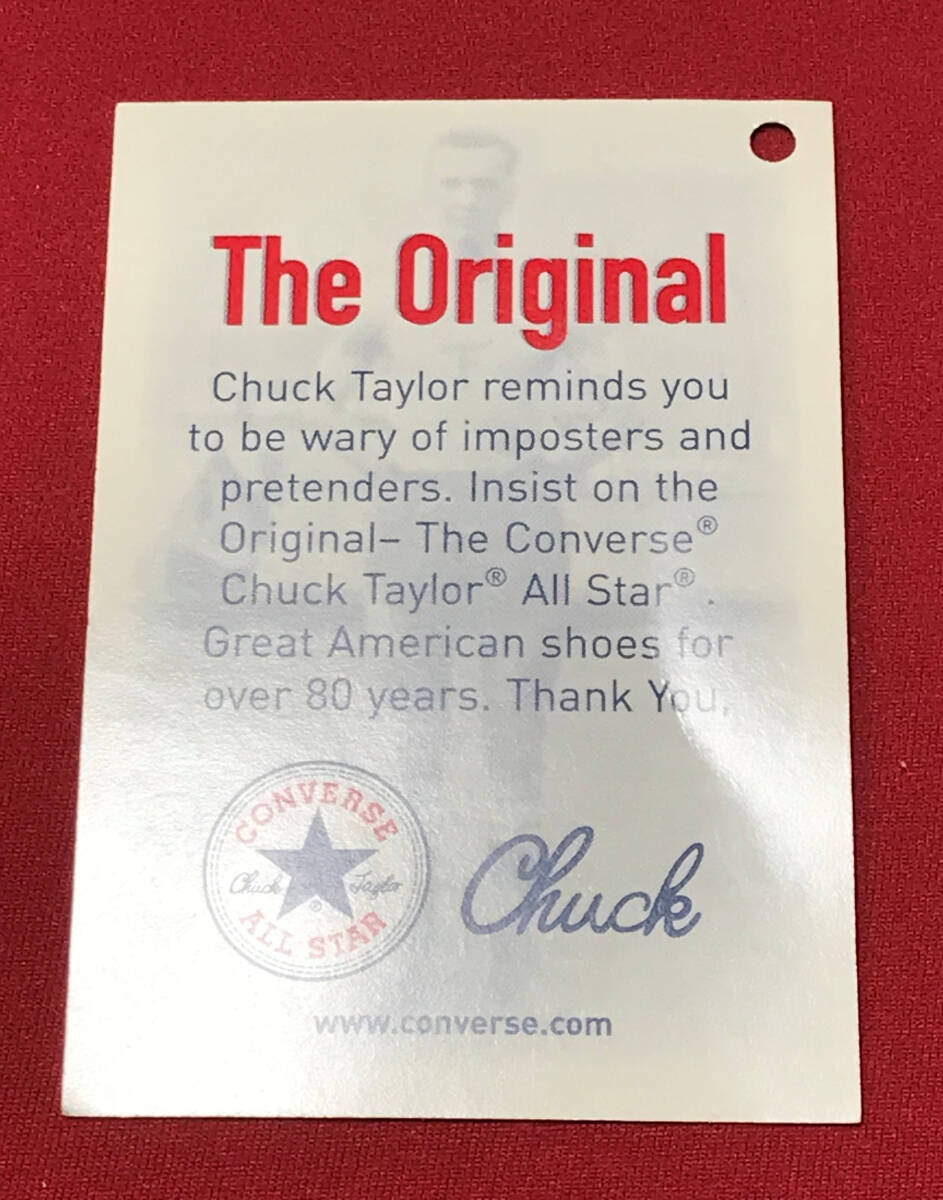 The Original
Chuck Taylor reminds you
to be wary of imposters and
pretenders. Insist on the
Original– The Converse®
Chuck Taylor® All Star® .
Great American shoes for
over 80 years. Thank You,
CONVERSE
Chuck Taylor
®
ALL STAR
Chuck
www.converse.com